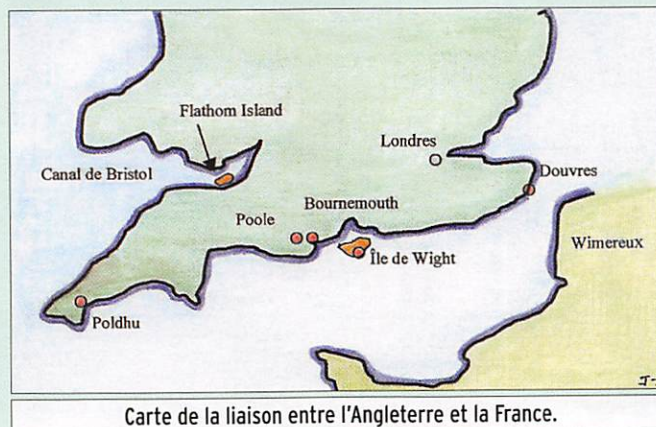 Flathom Island
Canal de Bristol
Londres
Douvres
Bournemouth
Poole
Wimereux
Île de Wight
Poldhu
Carte de la liaison entre l'Angleterre et la France.